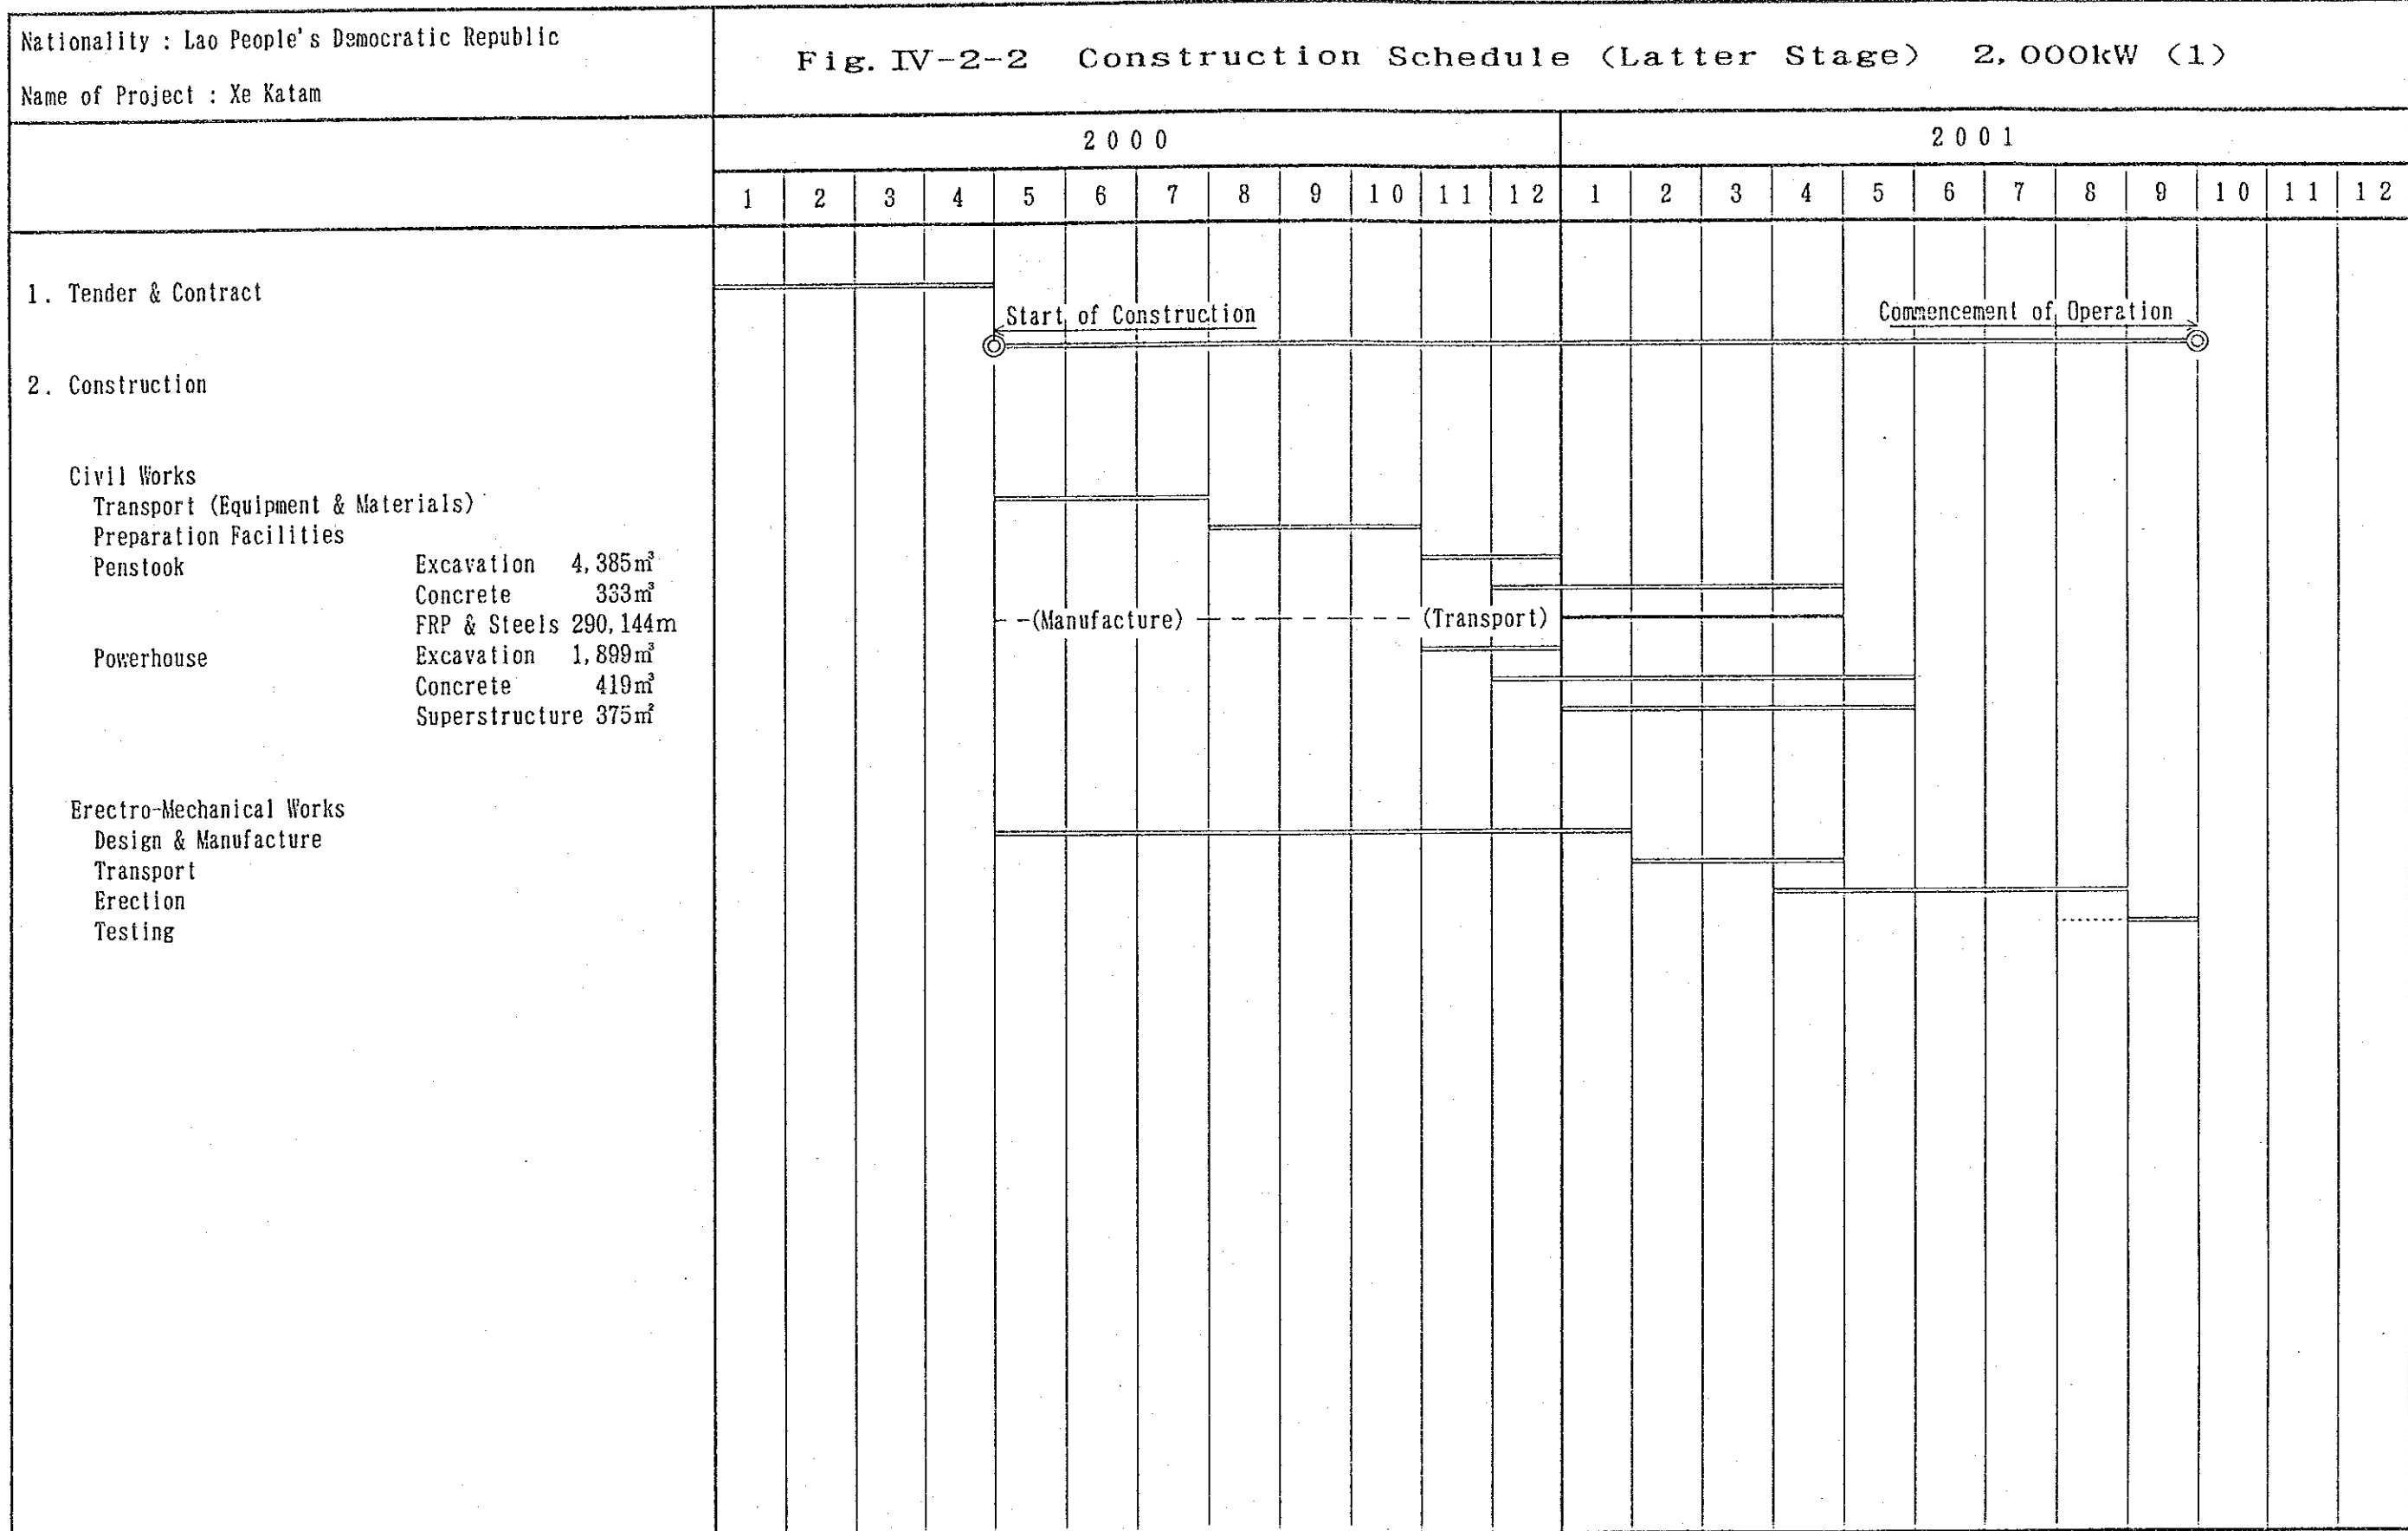 Nationality : Lao People's Democratic Republic
Name of Project : Xe Katam
Fig. IV-2-2 Construction Schedule (Latter Stage) 2,000kW (1)
2000 2001
1 2 3 4 5 6 7 8 9 10 11 12 1 2 3 4 5 6 7 8 9 10 11 12
1. Tender & Contract
Start of Construction Commencement of Operation
2. Construction
Civil Works
Transport (Equipment & Materials)
Preparation Facilities
Penstook Excavation 4,385m³
Concrete 333m³
FRP & Steels 290,144m (Manufacture) (Transport)
Powerhouse Excavation 1,899m³
Concrete 419m³
Superstructure 375m²
Erectro-Mechanical Works
Design & Manufacture
Transport
Erection
Testing